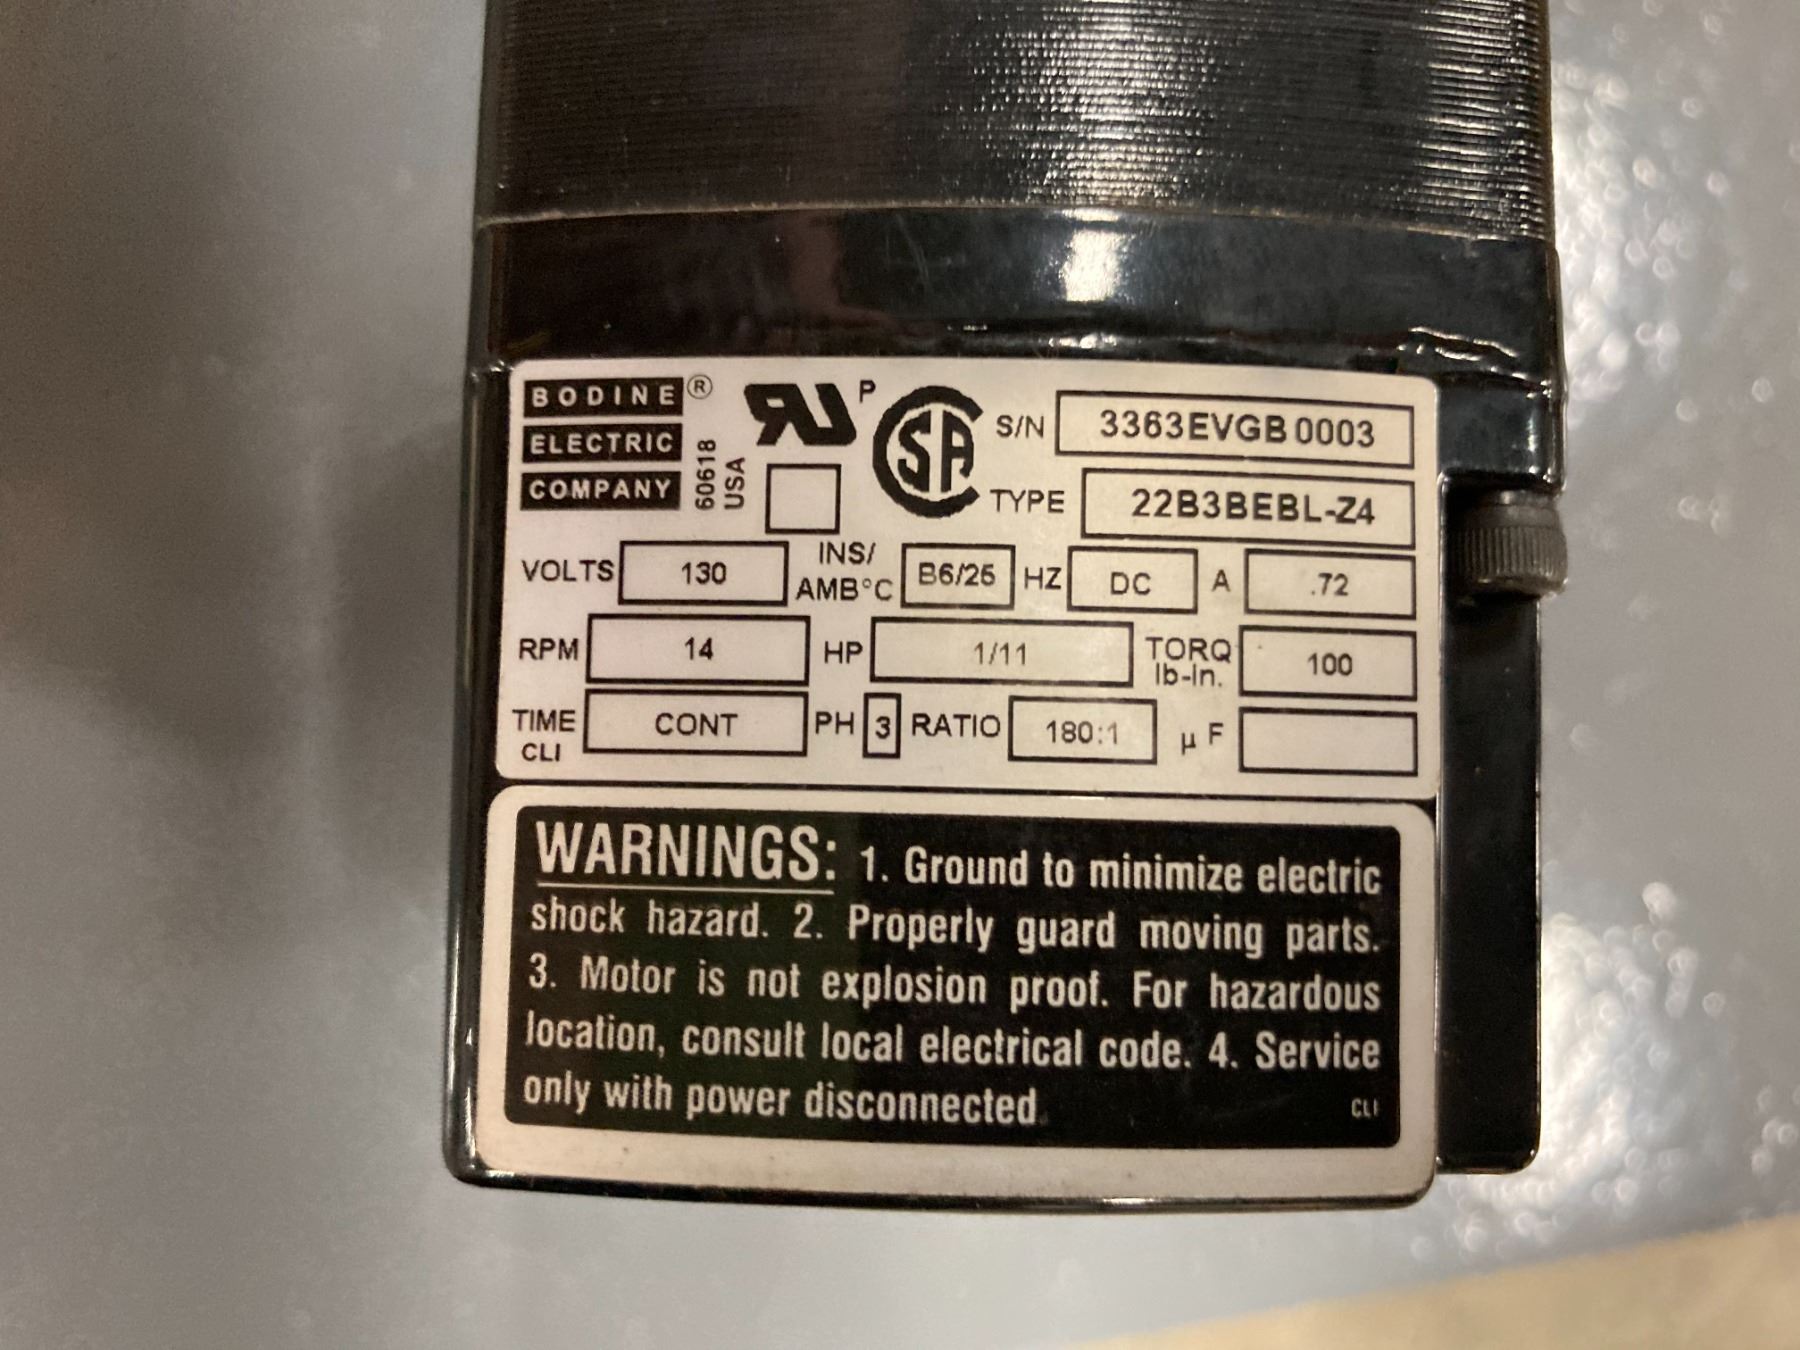 BODINE ®
ELECTRIC
COMPANY
60618
USA
RU P
SA
S/N 3363EVGB0003
TYPE 22B3BEBL-Z4
VOLTS 130 INS/AMB°C B6/25 HZ DC A .72
RPM 14 HP 1/11 TORQ lb-In. 100
TIME CONT PH 3 RATIO 180:1 µF
CLI
WARNINGS: 1. Ground to minimize electric
shock hazard. 2. Properly guard moving parts.
3. Motor is not explosion proof. For hazardous
location, consult local electrical code. 4. Service
only with power disconnected
CLI